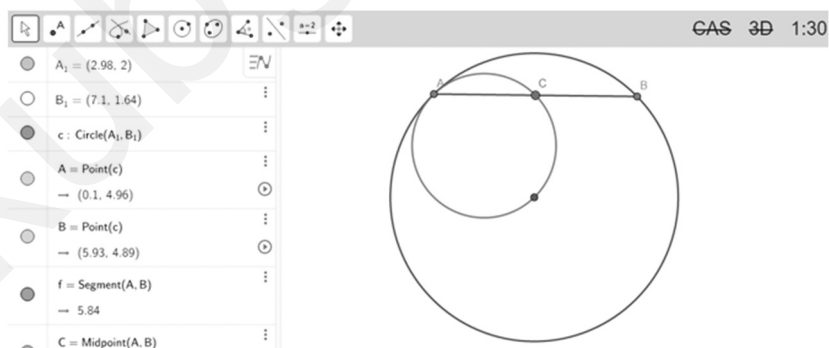 A
a=2
CAS 3D 1:30
A₁ = (2.98, 2)
B₁ = (7.1, 1.64)
c : Circle(A₁, B₁)
A = Point(c)
→ (0.1, 4.96)
B = Point(c)
→ (5.93, 4.89)
f = Segment(A, B)
→ 5.84
C = Midpoint(A, B)
A
C
B